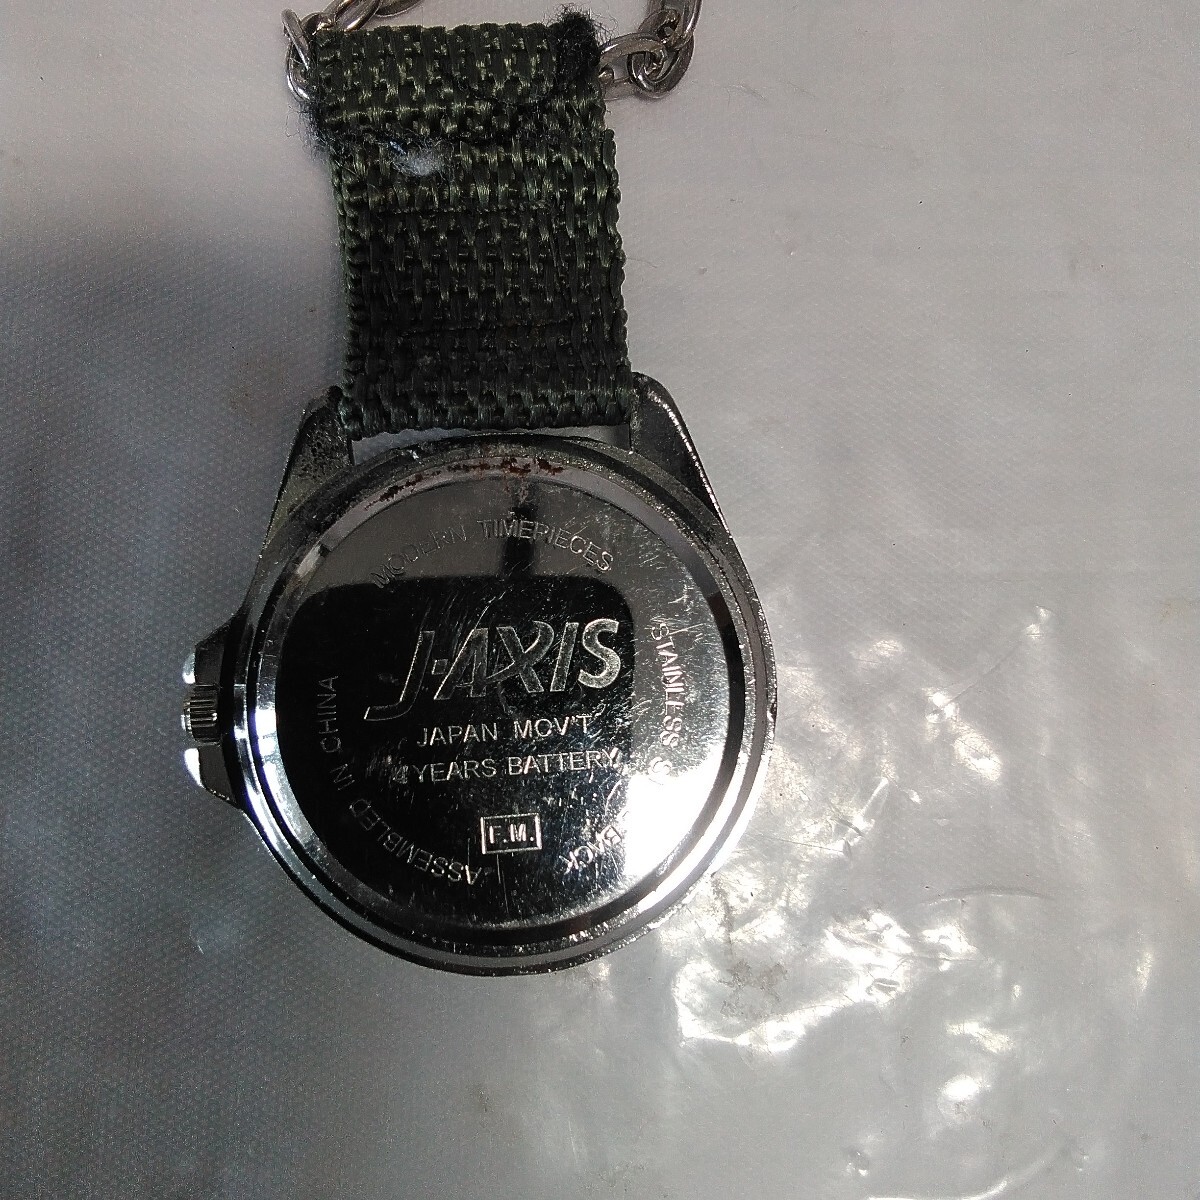 MODERN TIMEPIECES
J-AXIS
JAPAN MOV'T
4 YEARS BATTERY
F.M.
STAINLESS
BACK
ASSEMBLED IN CHINA